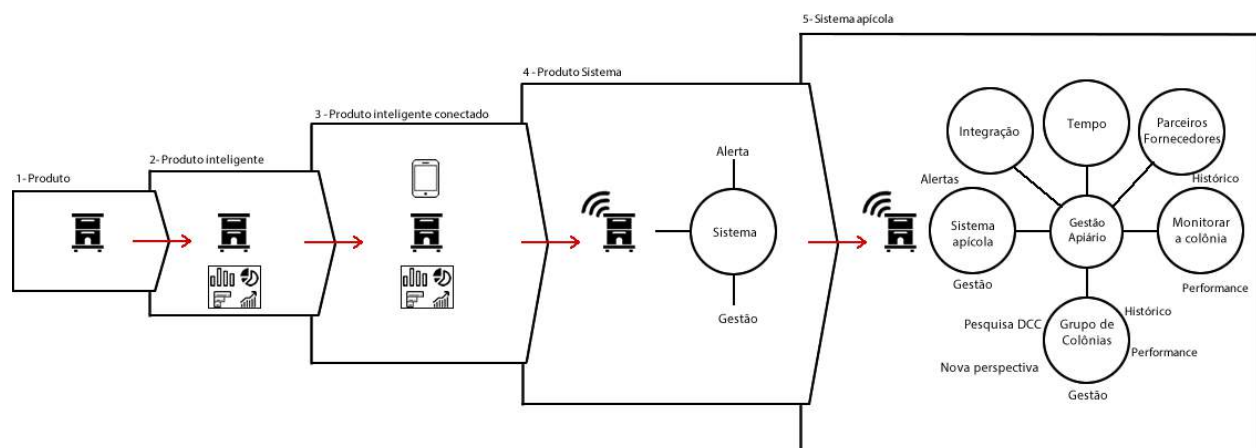 1- Produto
2- Produto inteligente
3 - Produto inteligente conectado
4 - Produto Sistema
Alerta
Sistema
Gestão
5- Sistema apícola
Integração
Tempo
Parceiros
Fornecedores
Alertas
Histórico
Sistema
apícola
Gestão
Apiário
Monitorar
a colônia
Gestão
Performance
Pesquisa DCC
Grupo de
Colônias
Histórico
Performance
Nova perspectiva
Gestão